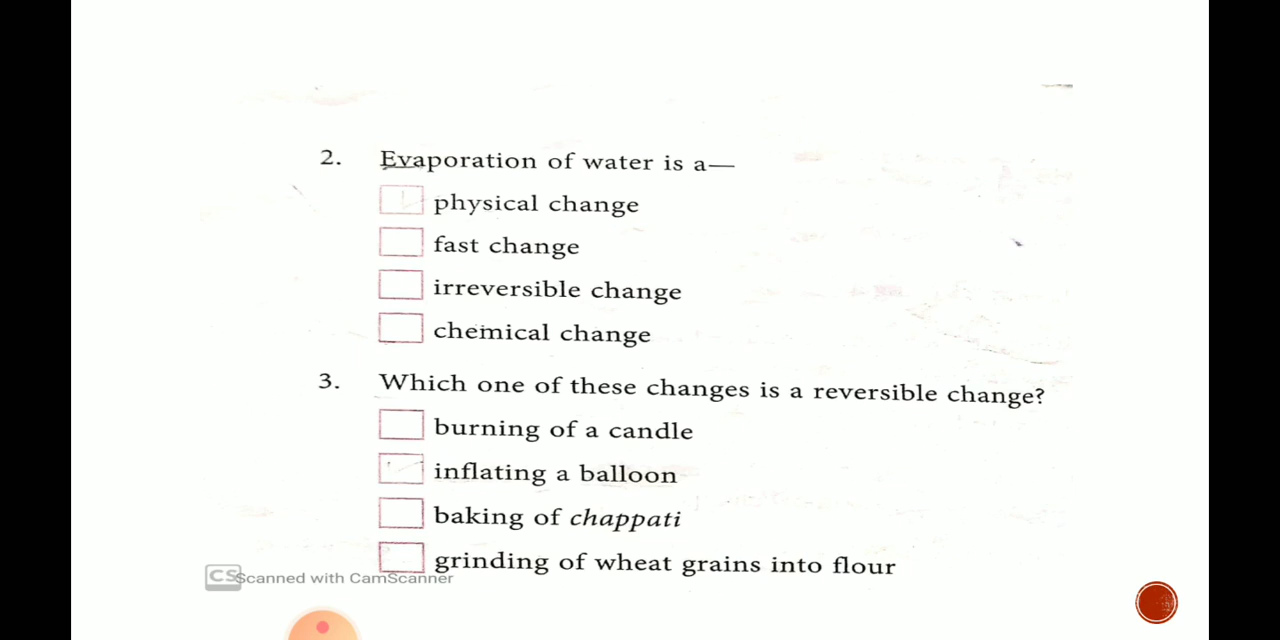 2. Evaporation of water is a—
physical change
fast change
irreversible change
chemical change
3. Which one of these changes is a reversible change?
burning of a candle
inflating a balloon
baking of chappati
grinding of wheat grains into flour
CS Scanned with CamScanner